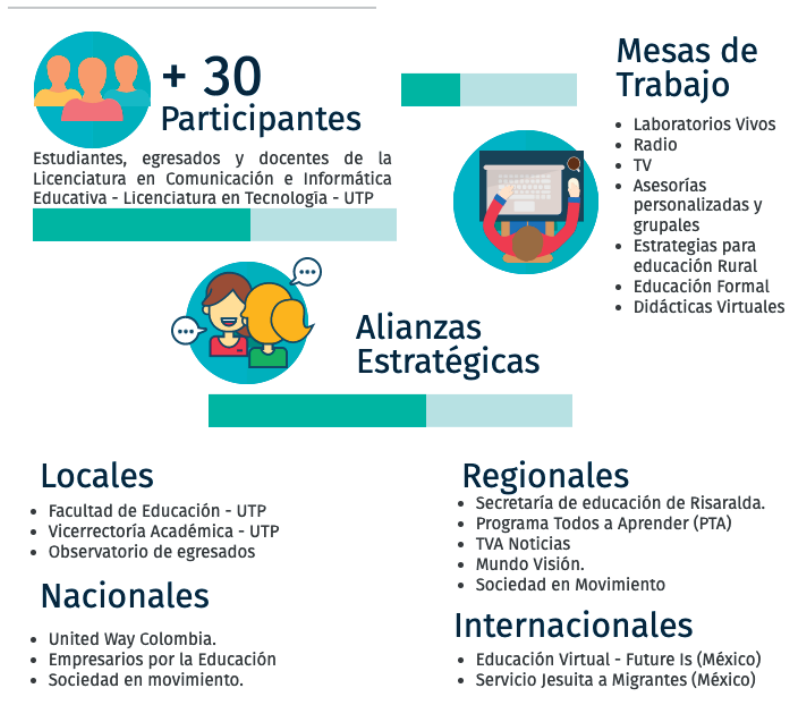 + 30
Participantes
Estudiantes, egresados y docentes de la
Licenciatura en Comunicación e Informática
Educativa - Licenciatura en Tecnología - UTP
Mesas de
Trabajo
• Laboratorios Vivos
• Radio
• TV
• Asesorías
personalizadas y
grupales
• Estrategias para
educación Rural
• Educación Formal
• Didácticas Virtuales
Alianzas
Estratégicas
Locales
• Facultad de Educación - UTP
• Vicerrectoría Académica - UTP
• Observatorio de egresados
Nacionales
• United Way Colombia.
• Empresarios por la Educación
• Sociedad en movimiento.
Regionales
• Secretaría de educación de Risaralda.
• Programa Todos a Aprender (PTA)
• TVA Noticias
• Mundo Visión.
• Sociedad en Movimiento
Internacionales
• Educación Virtual - Future Is (México)
• Servicio Jesuita a Migrantes (México)